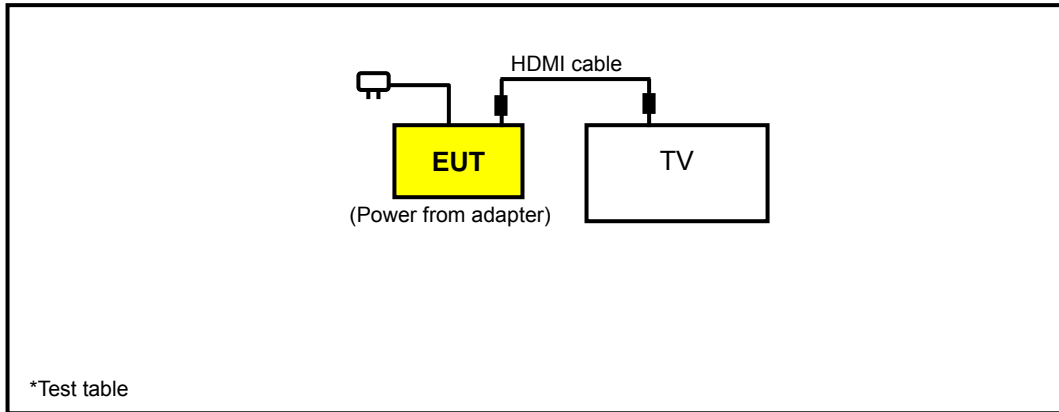 HDMI cable
EUT
TV
(Power from adapter)
*Test table